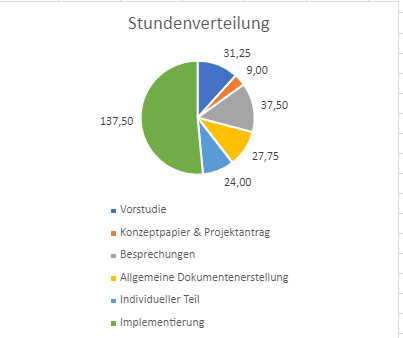 Stundenverteilung
31,25
9,00
37,50
137,50
27,75
24,00
Vorstudie
Konzeptpapier & Projektantrag
Besprechungen
Allgemeine Dokumentenerstellung
Individueller Teil
Implementierung